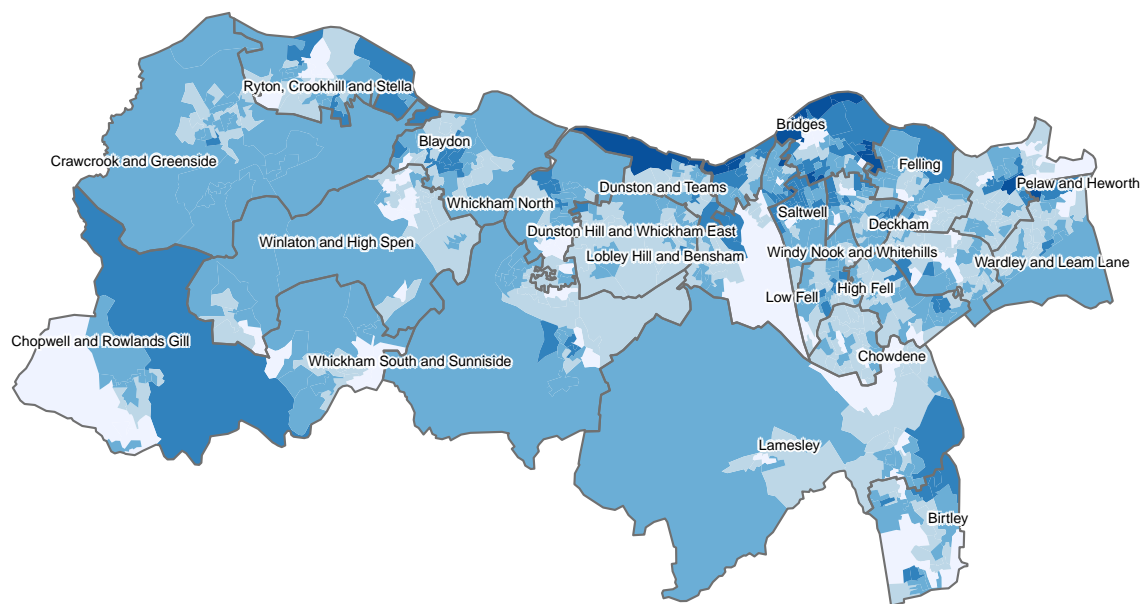 Ryton, Crookhill and Stella
Bridges
Blaydon
Crawcrook and Greenside
Felling
Pelaw and Heworth
Dunston and Teams
Whickham North
Saltwell
Deckham
Dunston Hill and Whickham East
Winlaton and High Spen
Windy Nook and Whitehills
Lobley Hill and Bensham
Wardley and Leam Lane
High Fell
Low Fell
Chopwell and Rowlands Gill
Chowdene
Whickham South and Sunniside
Lamesley
Birtley